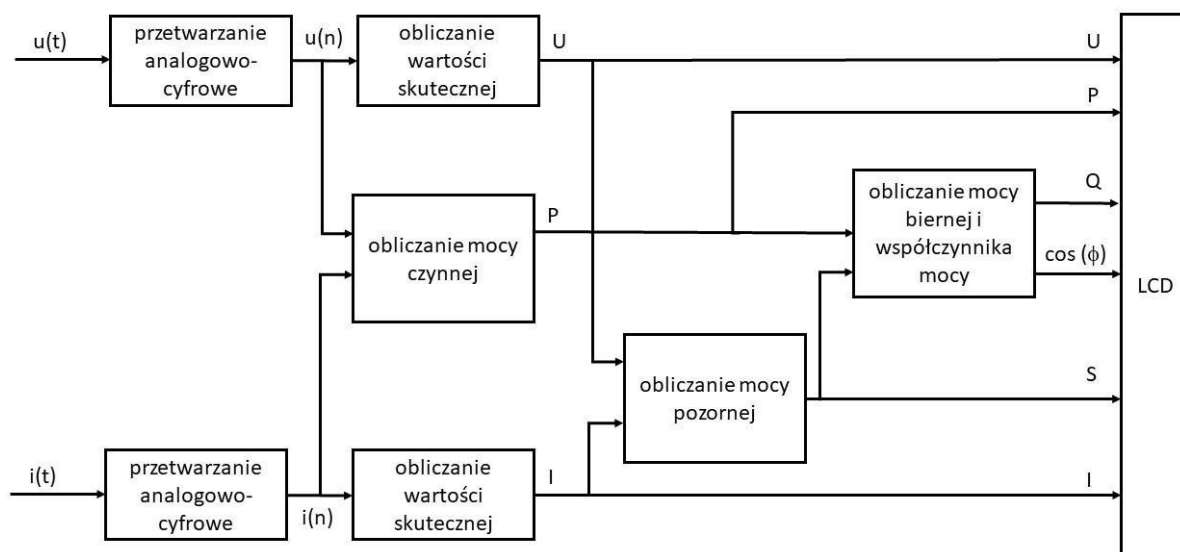 u(t)
przetwarzanie
analogowo-
cyfrowe
u(n)
obliczanie
wartości
skutecznej
U
U
P
obliczanie mocy
czynnej
P
obliczanie mocy
biernej i
współczynnika
mocy
Q
cos (ϕ)
LCD
obliczanie mocy
pozornej
S
i(t)
przetwarzanie
analogowo-
cyfrowe
i(n)
obliczanie
wartości
skutecznej
I
I